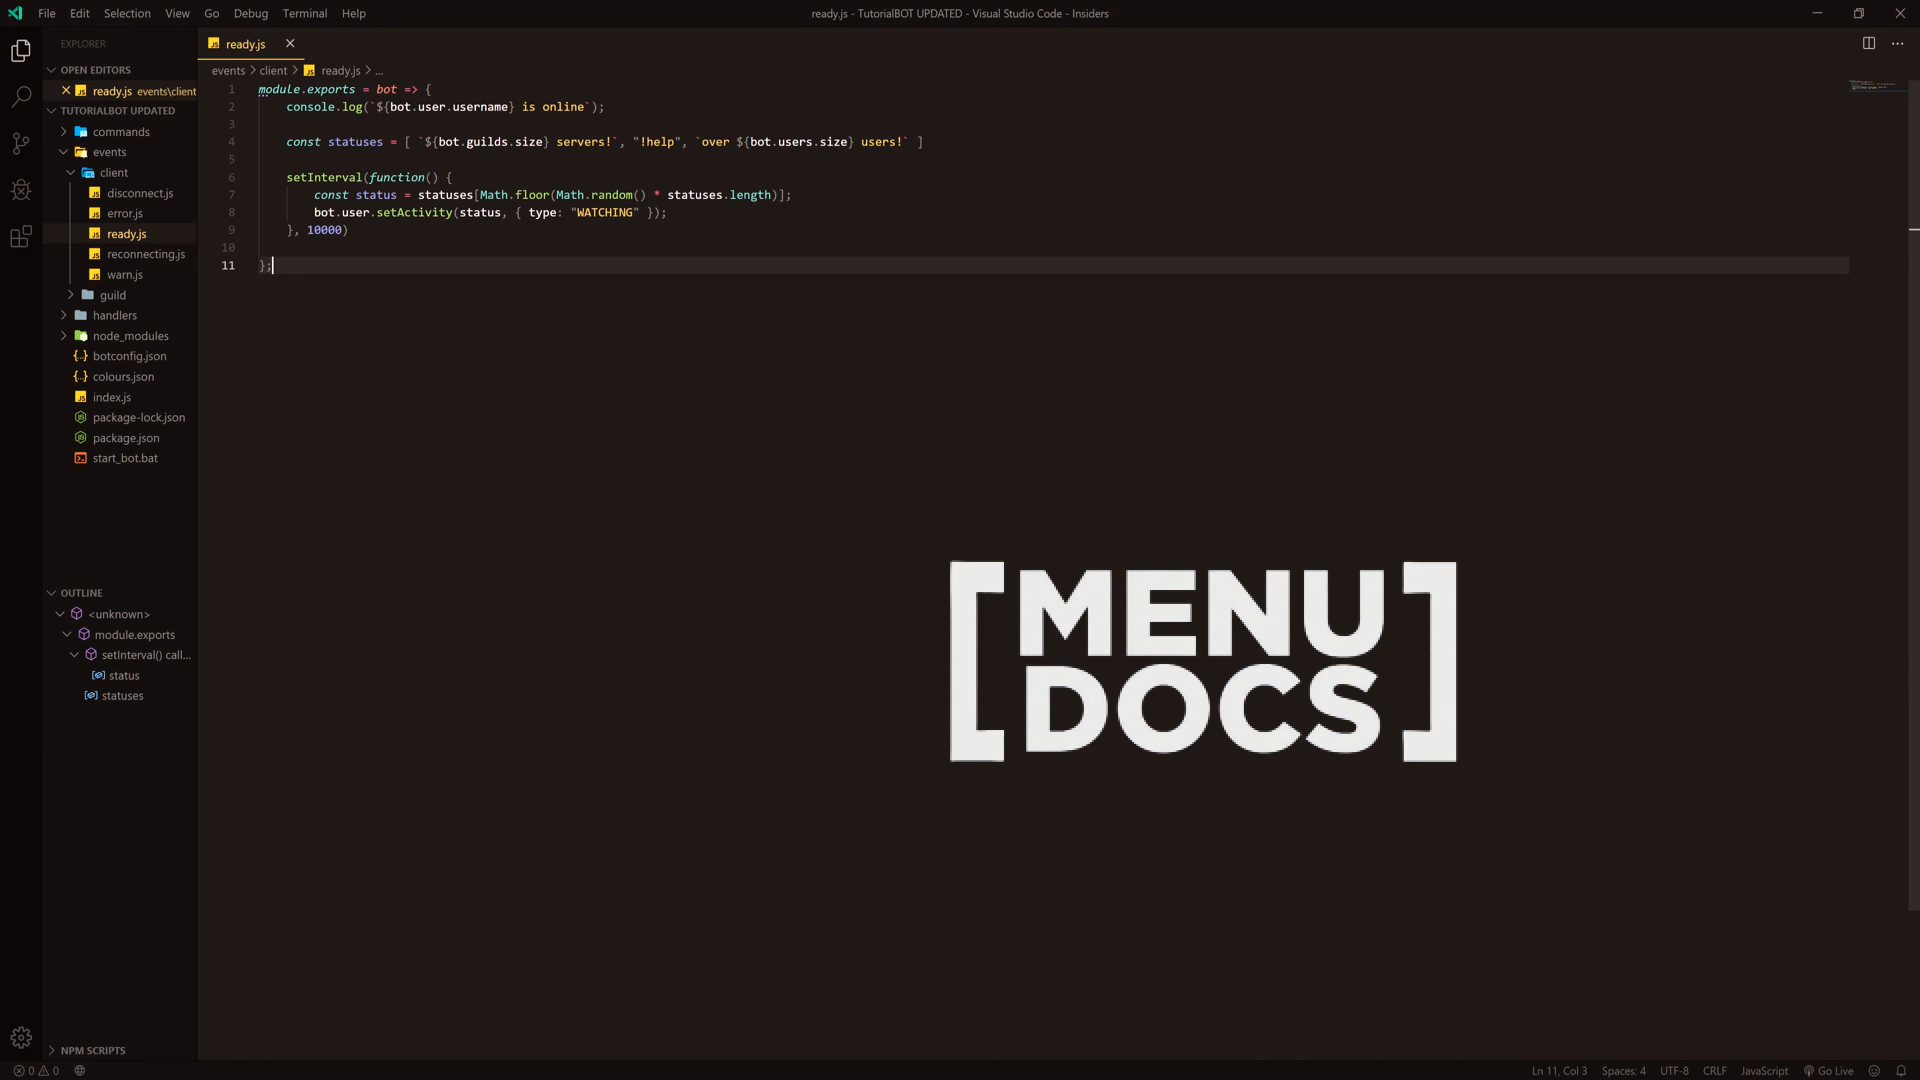 File Edit Selection View Go Debug Terminal Help
ready.js - TutorialBOT UPDATED - Visual Studio Code - Insiders
EXPLORER
OPEN EDITORS
ready.js events\client
TUTORIALBOT UPDATED
commands
events
client
disconnect.js
error.js
ready.js
reconnecting.js
warn.js
guild
handlers
node_modules
botconfig.json
colours.json
index.js
package-lock.json
package.json
start_bot.bat
OUTLINE
<unknown>
module.exports
setInterval() call...
status
statuses
NPM SCRIPTS
ready.js
events > client > ready.js > ...
1 module.exports = bot => {
2 console.log(`${bot.user.username} is online`);
3
4 const statuses = [ `${bot.guilds.size} servers!`, "!help", `over ${bot.users.size} users!` ]
5
6 setInterval(function() {
7 const status = statuses[Math.floor(Math.random() * statuses.length)];
8 bot.user.setActivity(status, { type: "WATCHING" });
9 }, 10000)
10
11 };
[MENU
DOCS]
0 0
Ln 11, Col 3 Spaces: 4 UTF-8 CRLF JavaScript Go Live